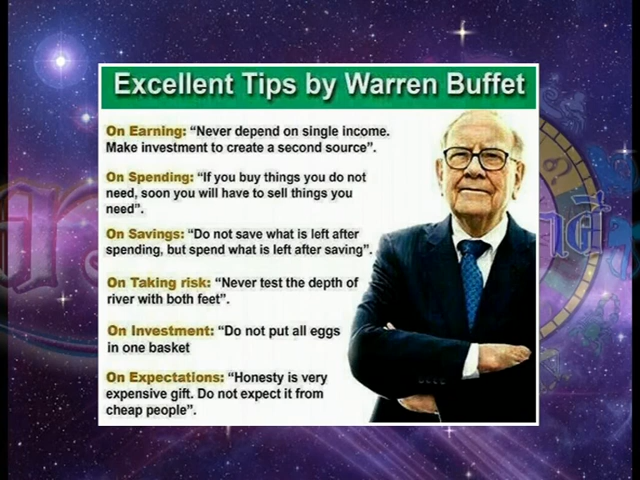 Excellent Tips by Warren Buffet
On Earning: “Never depend on single income.
Make investment to create a second source”.
On Spending: “If you buy things you do not
need, soon you will have to sell things you
need”.
On Savings: “Do not save what is left after
spending, but spend what is left after saving”.
On Taking risk: “Never test the depth of
river with both feet”.
On Investment: “Do not put all eggs
in one basket
On Expectations: “Honesty is very
expensive gift. Do not expect it from
cheap people”.